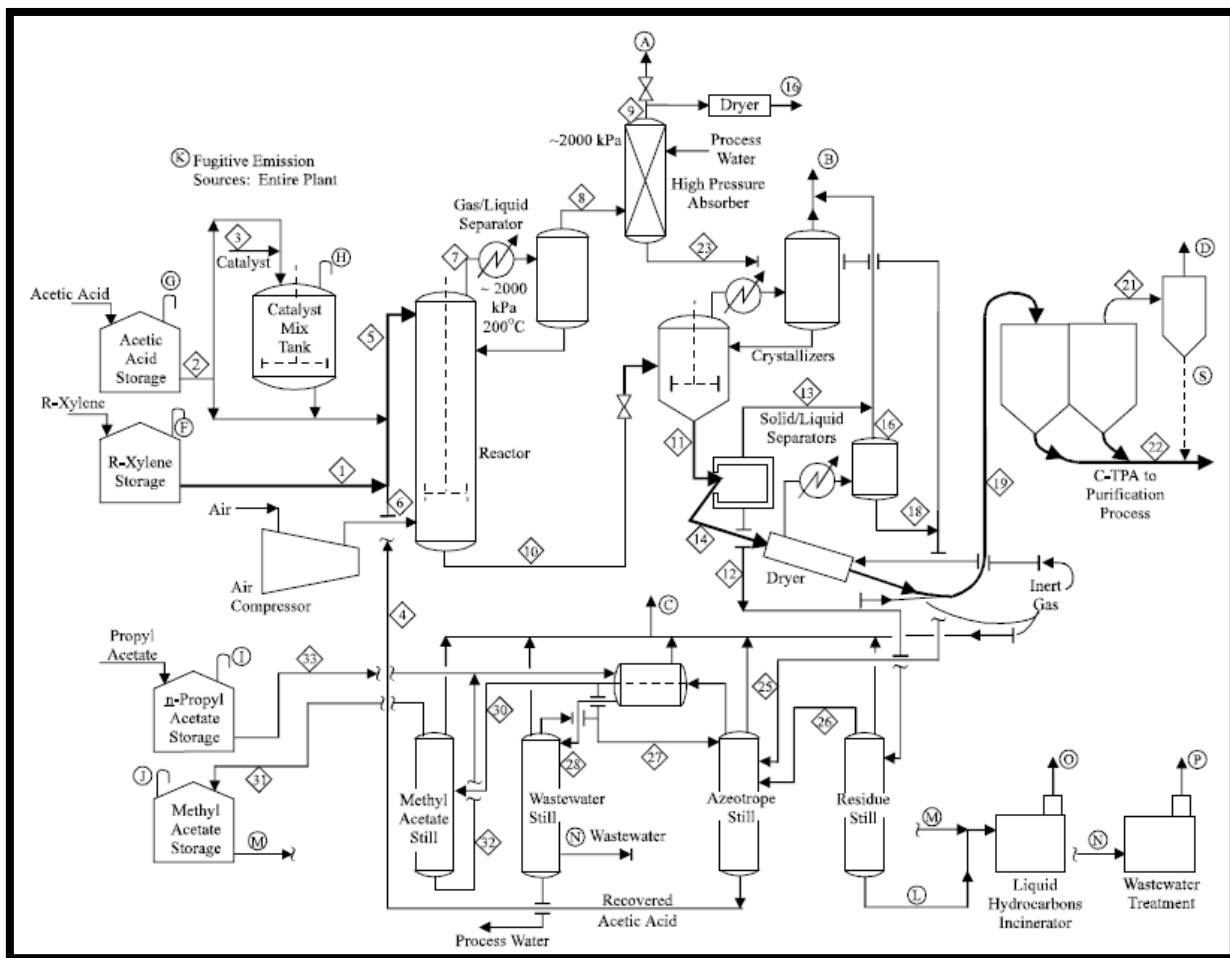 A
9
Dryer
16
~2000 kPa
Process
Water
High Pressure
Absorber
B
K Fugitive Emission
Sources: Entire Plant
3
Catalyst
H
G
Acetic Acid
Acetic
Acid
Storage
2
Catalyst
Mix
Tank
5
R-Xylene
F
R-Xylene
Storage
1
6
Air
Air
Compressor
4
Gas/Liquid
Separator
7
8
~ 2000
kPa
200°C
Reactor
10
23
Crystallizers
11
13
Solid/Liquid
Separators
16
18
14
12
Dryer
19
21
D
S
22
C-TPA to
Purification
Process
Inert
Gas
Propyl
Acetate
I
33
n-Propyl
Acetate
Storage
J
31
Methyl
Acetate
Storage
M
C
30
28
27
25
26
Methyl
Acetate
Still
32
Wastewater
Still
N Wastewater
Azeotrope
Still
Residue
Still
Recovered
Acetic Acid
Process Water
M
L
O
Liquid
Hydrocarbons
Incinerator
N
P
Wastewater
Treatment